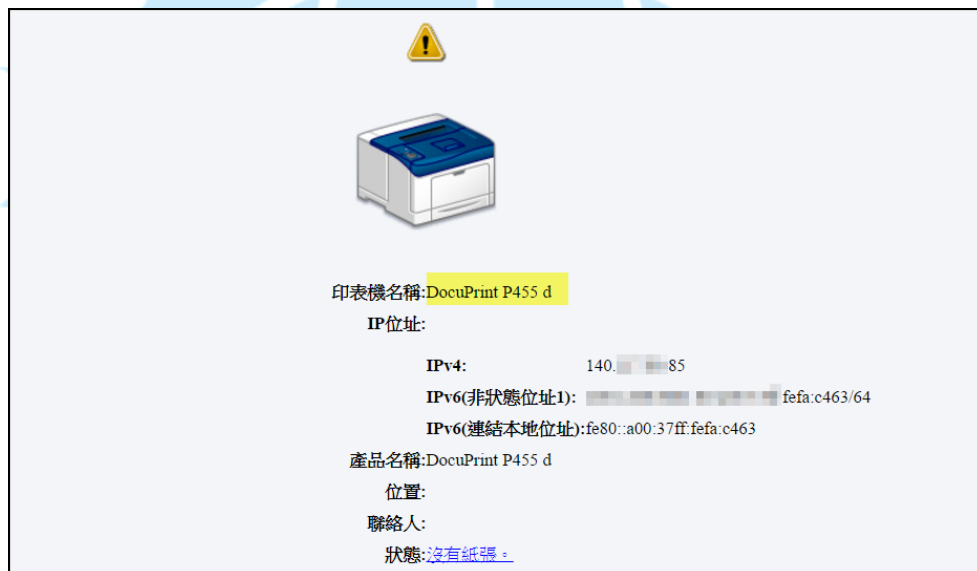 印表機名稱:DocuPrint P455 d
IP位址:
IPv4: 140. 85
IPv6(非狀態位址1): fefa:c463/64
IPv6(連結本地位址):fe80::a00:37ff:fefa:c463
產品名稱:DocuPrint P455 d
位置:
聯絡人:
狀態:沒有紙張。